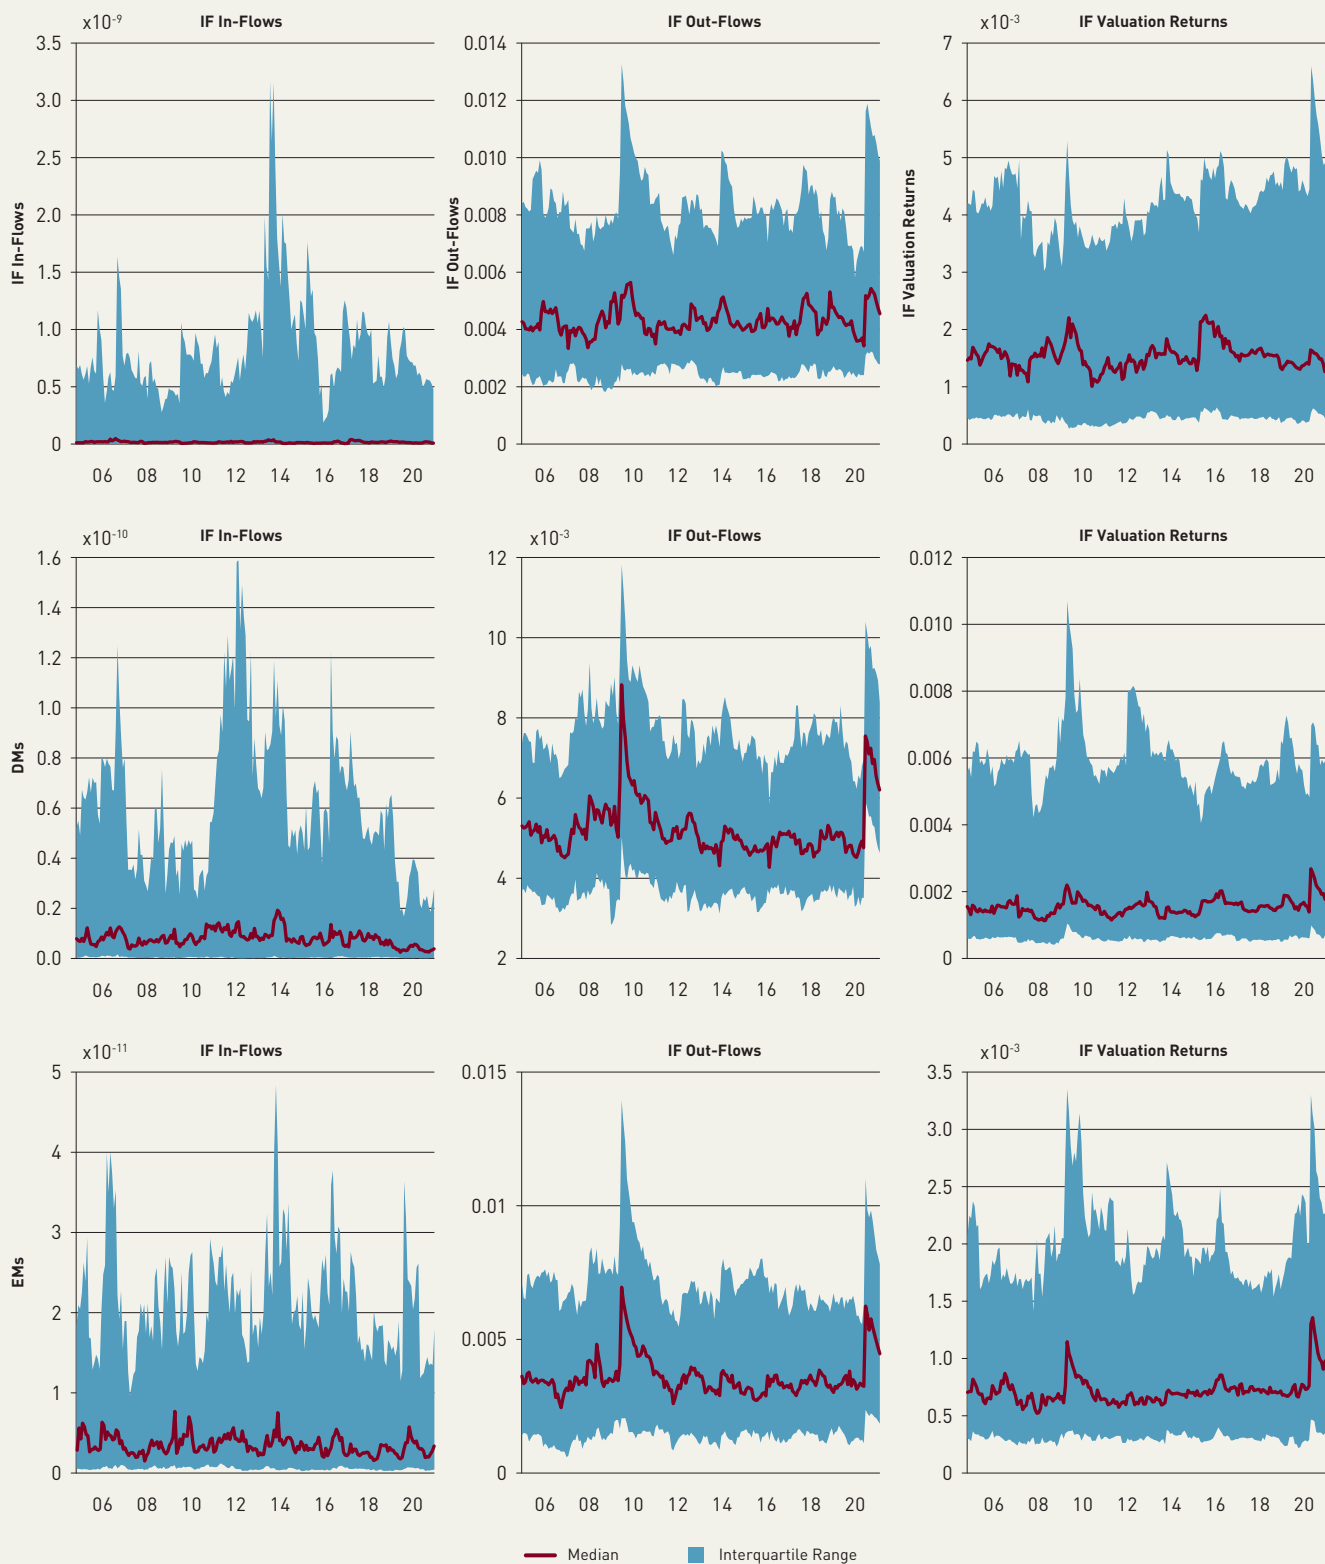 x10-9 IF In-Flows IF Out-Flows x10-3 IF Valuation Returns
3.5 0.014 7
3.0 0.012 6
2.5 0.010 5
2.0 0.008 4
1.5 0.006 3
1.0 0.004 2
0.5 0.002 1
0 0 0
IF In-Flows
IF Out-Flows
IF Valuation Returns
06 08 10 12 14 16 18 20 06 08 10 12 14 16 18 20 06 08 10 12 14 16 18 20
x10-10 IF In-Flows x10-3 IF Out-Flows IF Valuation Returns
1.6 12 0.012
1.4 10 0.010
1.2 8 0.008
1.0 6 0.006
0.8 4 0.004
0.6 2 0.002
0.4 0
0.2
0.0
DMs
06 08 10 12 14 16 18 20 06 08 10 12 14 16 18 20 06 08 10 12 14 16 18 20
x10-11 IF In-Flows IF Out-Flows x10-3 IF Valuation Returns
5 0.015 3.5
4 0.01 3.0
3 0.005 2.5
2 0 2.0
1 1.5
0 1.0
0.5
0
EMs
06 08 10 12 14 16 18 20 06 08 10 12 14 16 18 20 06 08 10 12 14 16 18 20
Median Interquartile Range